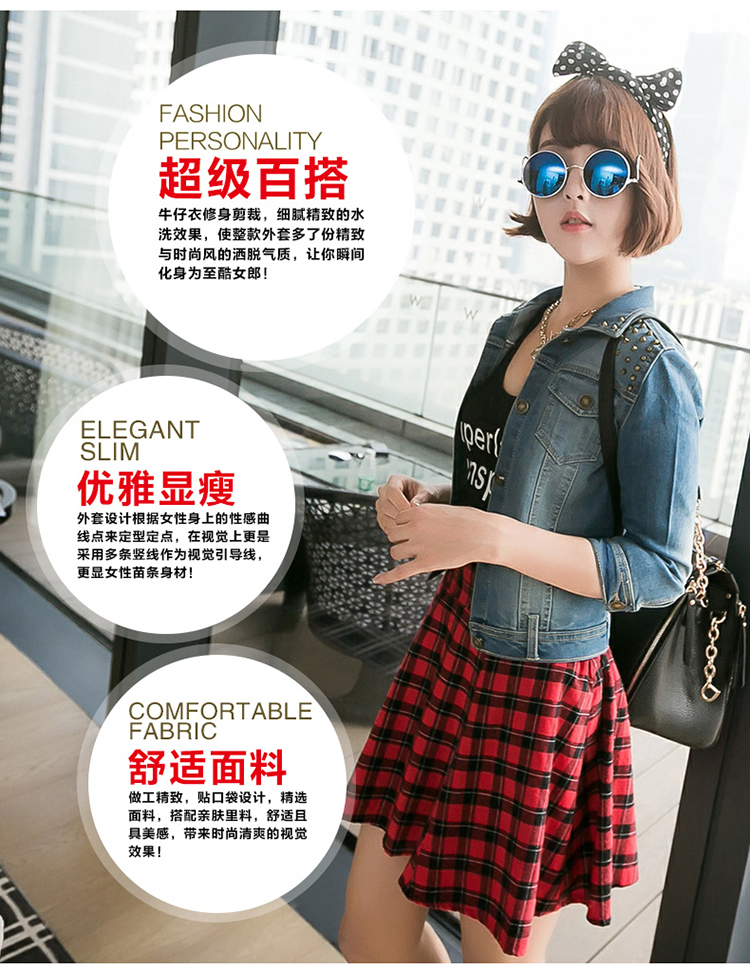 FASHION
PERSONALITY
超级百搭
牛仔衣修身剪裁，细腻精致的水
洗效果，使整款外套多了份精致
与时尚风的洒脱气质，让你瞬间
化身为至酷女郎！
ELEGANT
SLIM
优雅显瘦
外套设计根据女性身上的性感曲
线点来定型定点，在视觉上更是
采用多条竖线作为视觉引导线，
更显女性苗条身材！
COMFORTABLE
FABRIC
舒适面料
做工精致，贴口袋设计，精选
面料，搭配亲肤里料，舒适且
具美感，带来时尚清爽的视觉
效果！
W W W